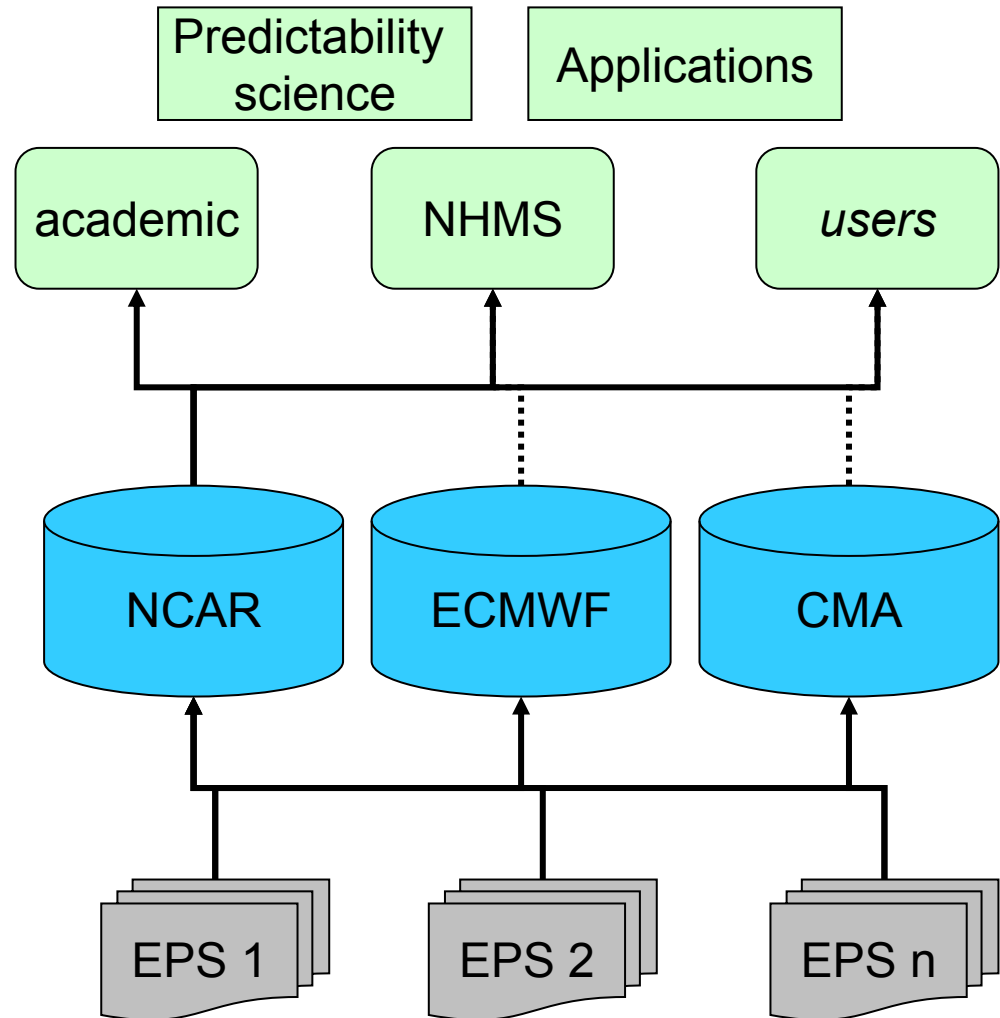 Predictability
science
Applications
academic
NHMS
users
NCAR
ECMWF
CMA
EPS 1
EPS 2
EPS n